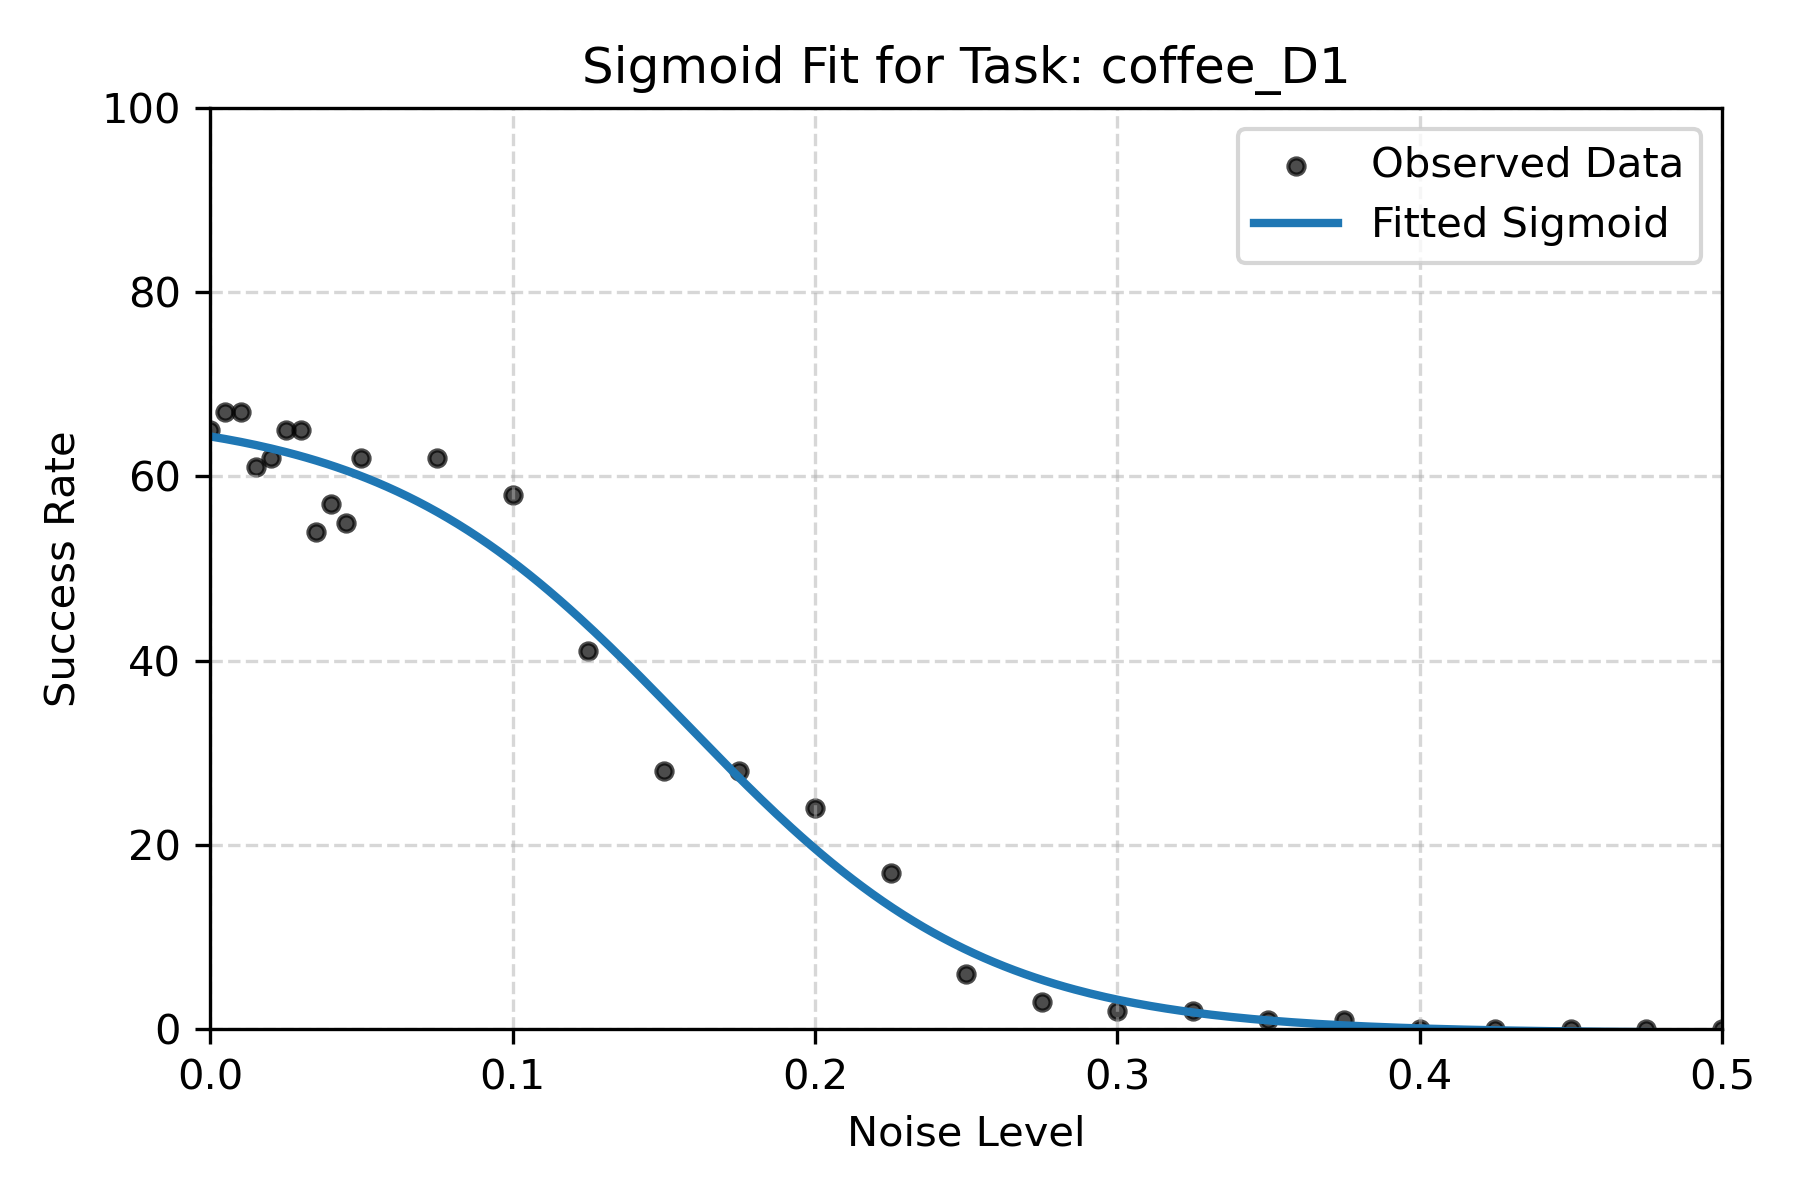 Sigmoid Fit for Task: coffee_D1
100
80
60
40
20
0
Success Rate
Observed Data
Fitted Sigmoid
0.0 0.1 0.2 0.3 0.4 0.5
Noise Level